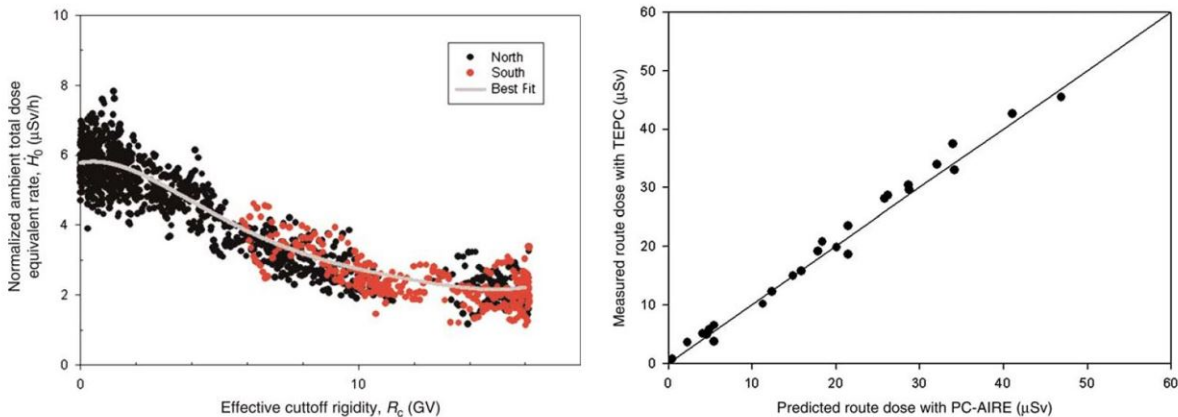 10
8
6
4
2
0
Normalized ambient total dose
equivalent rate, Ḣ0 (μSv/h)
North
South
Best Fit
0
10
Effective cuttoff rigidity, Rc (GV)
60
50
40
30
20
10
0
Measured route dose with TEPC (μSv)
0
10
20
30
40
50
60
Predicted route dose with PC-AIRE (μSv)